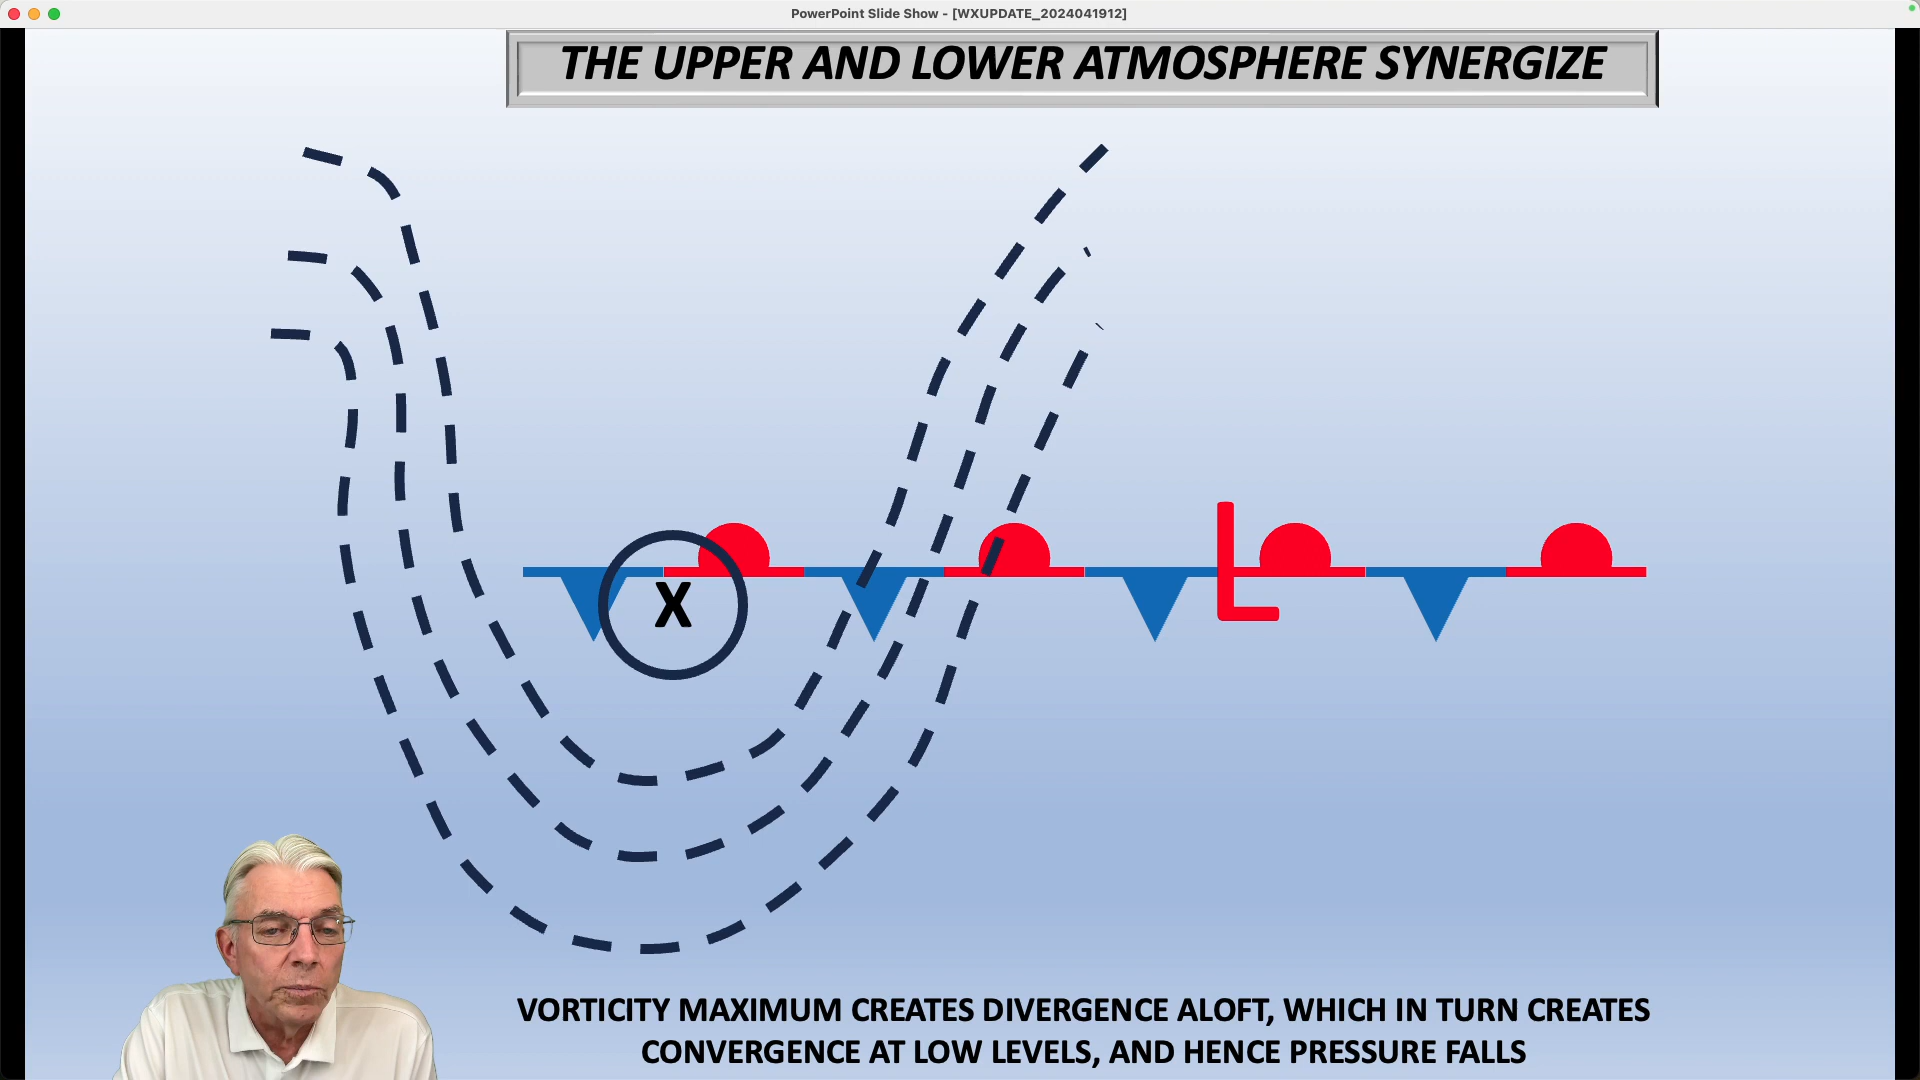 PowerPoint Slide Show - [WXUPDATE_2024041912]
THE UPPER AND LOWER ATMOSPHERE SYNERGIZE
X
L
VORTICITY MAXIMUM CREATES DIVERGENCE ALOFT, WHICH IN TURN CREATES
CONVERGENCE AT LOW LEVELS, AND HENCE PRESSURE FALLS